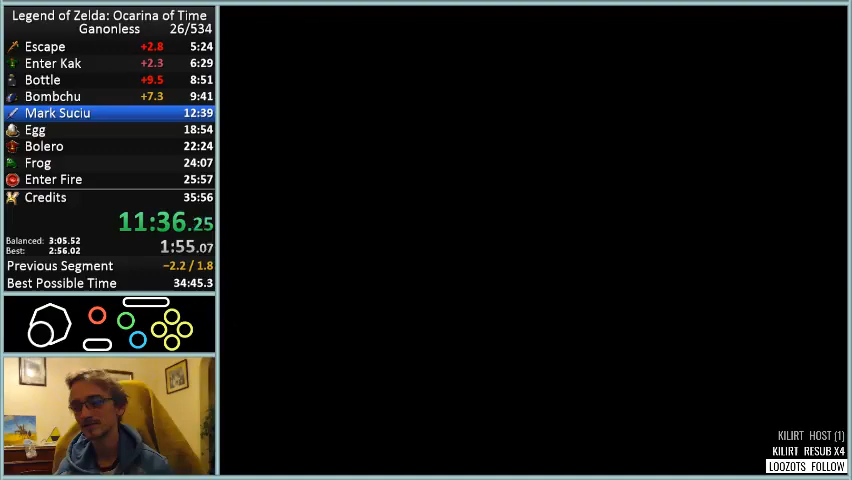 Legend of Zelda: Ocarina of Time
Ganonless 26/534
Escape +2.8 5:24
Enter Kak +2.3 6:29
Bottle +9.5 8:51
Bombchu +7.3 9:41
Mark Suciu 12:39
Egg 18:54
Bolero 22:24
Frog 24:07
Enter Fire 25:57
Credits 35:56
11:36.25
Balanced: 3:05.52
Best: 2:56.02
1:55.07
Previous Segment -2.2 / 1.8
Best Possible Time 34:45.3
KILIRT HOST (1)
KILIRT RESUB X4
LOOZOTS FOLLOW